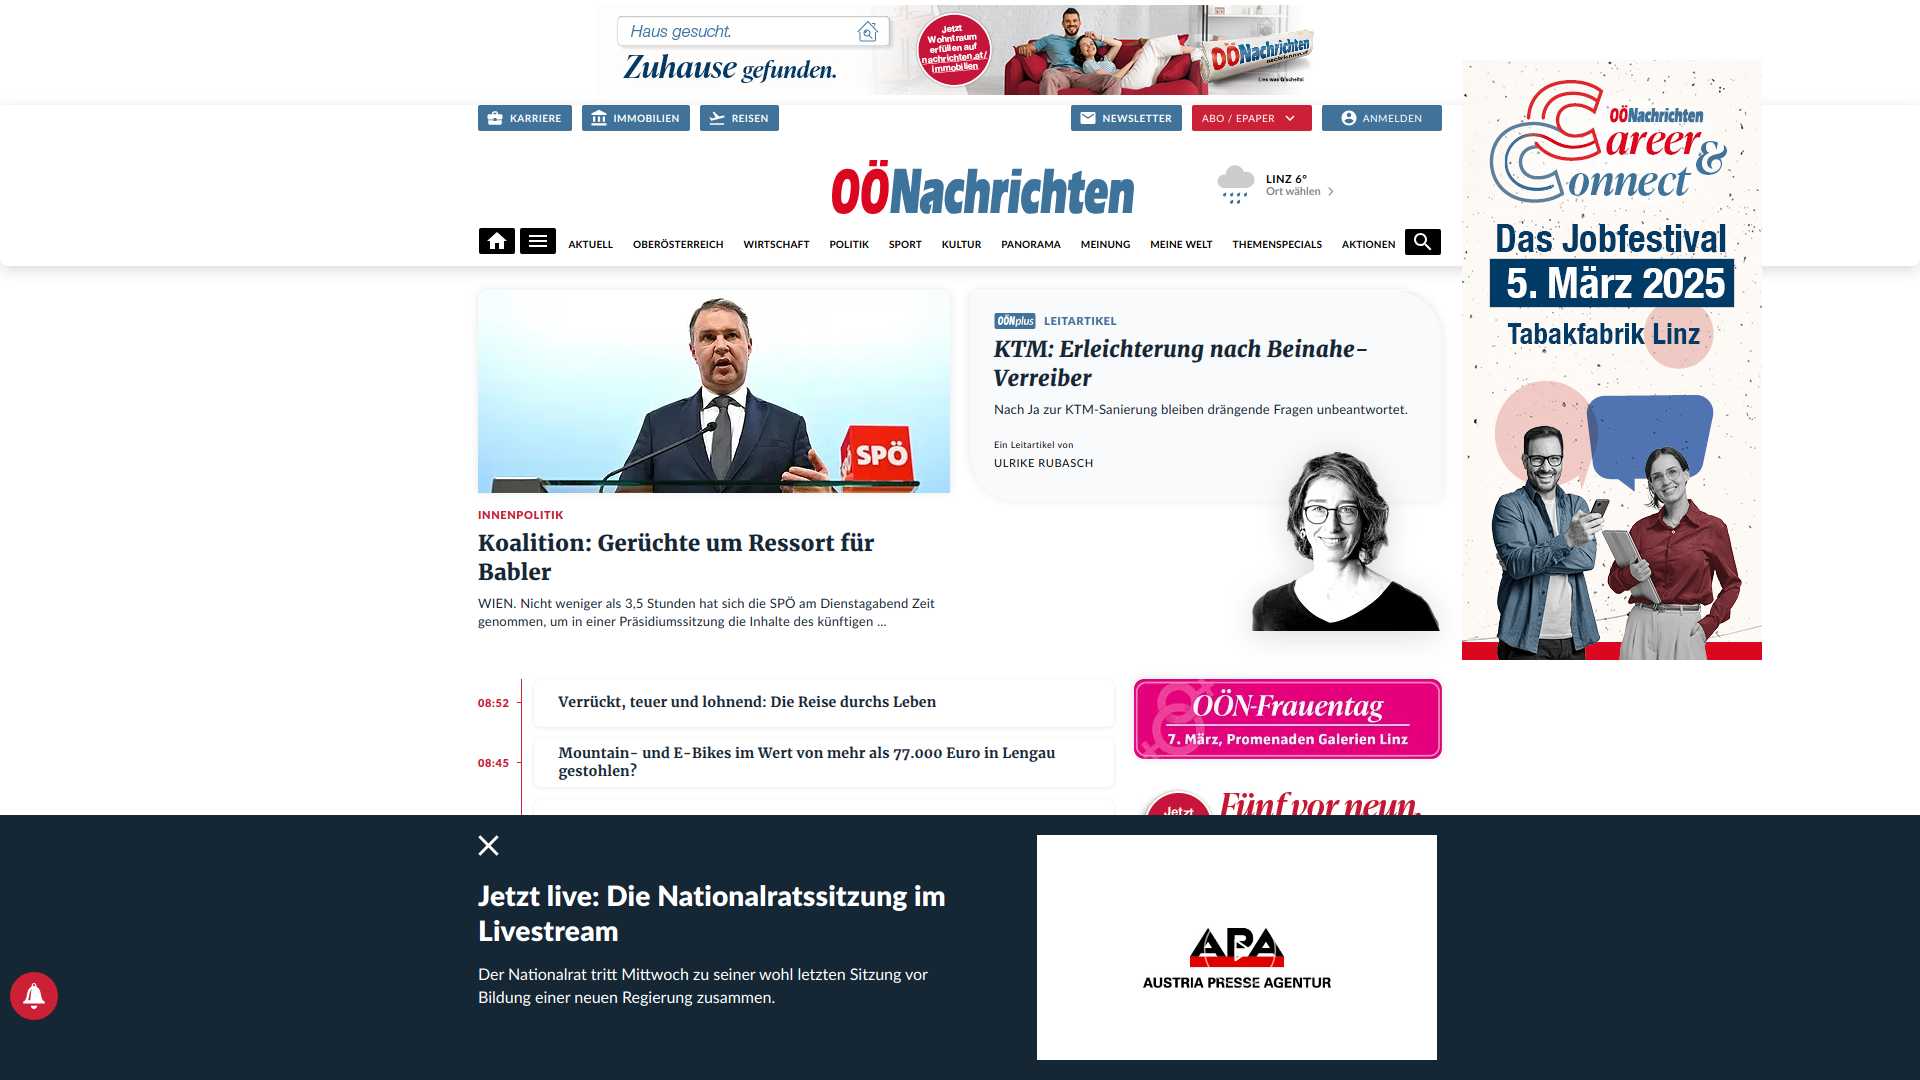 Haus gesucht.
Zuhause gefunden.
Jetzt
Wohntraum
erfüllen auf
nachrichten.at/
immobilien
OÖNachrichten
Lies was G'scheits!
KARRIERE
IMMOBILIEN
REISEN
NEWSLETTER
ABO / EPAPER
ANMELDEN
OÖNachrichten
LINZ 6°
Ort wählen
AKTUELL
OBERÖSTERREICH
WIRTSCHAFT
POLITIK
SPORT
KULTUR
PANORAMA
MEINUNG
MEINE WELT
THEMENSPECIALS
AKTIONEN
OÖNachrichten
Career &
Connect
Das Jobfestival
5. März 2025
Tabakfabrik Linz
SPÖ
INNENPOLITIK
Koalition: Gerüchte um Ressort für
Babler
WIEN. Nicht weniger als 3,5 Stunden hat sich die SPÖ am Dienstagabend Zeit
genommen, um in einer Präsidiumssitzung die Inhalte des künftigen ...
OÖNplus LEITARTIKEL
KTM: Erleichterung nach Beinahe-
Verreiber
Nach Ja zur KTM-Sanierung bleiben drängende Fragen unbeantwortet.
Ein Leitartikel von
ULRIKE RUBASCH
08:52
Verrückt, teuer und lohnend: Die Reise durchs Leben
08:45
Mountain- und E-Bikes im Wert von mehr als 77.000 Euro in Lengau
gestohlen?
OÖN-Frauentag
7. März, Promenaden Galerien Linz
Jetzt
Fünf vor neun.
Jetzt live: Die Nationalratssitzung im
Livestream
Der Nationalrat tritt Mittwoch zu seiner wohl letzten Sitzung vor
Bildung einer neuen Regierung zusammen.
APA
AUSTRIA PRESSE AGENTUR